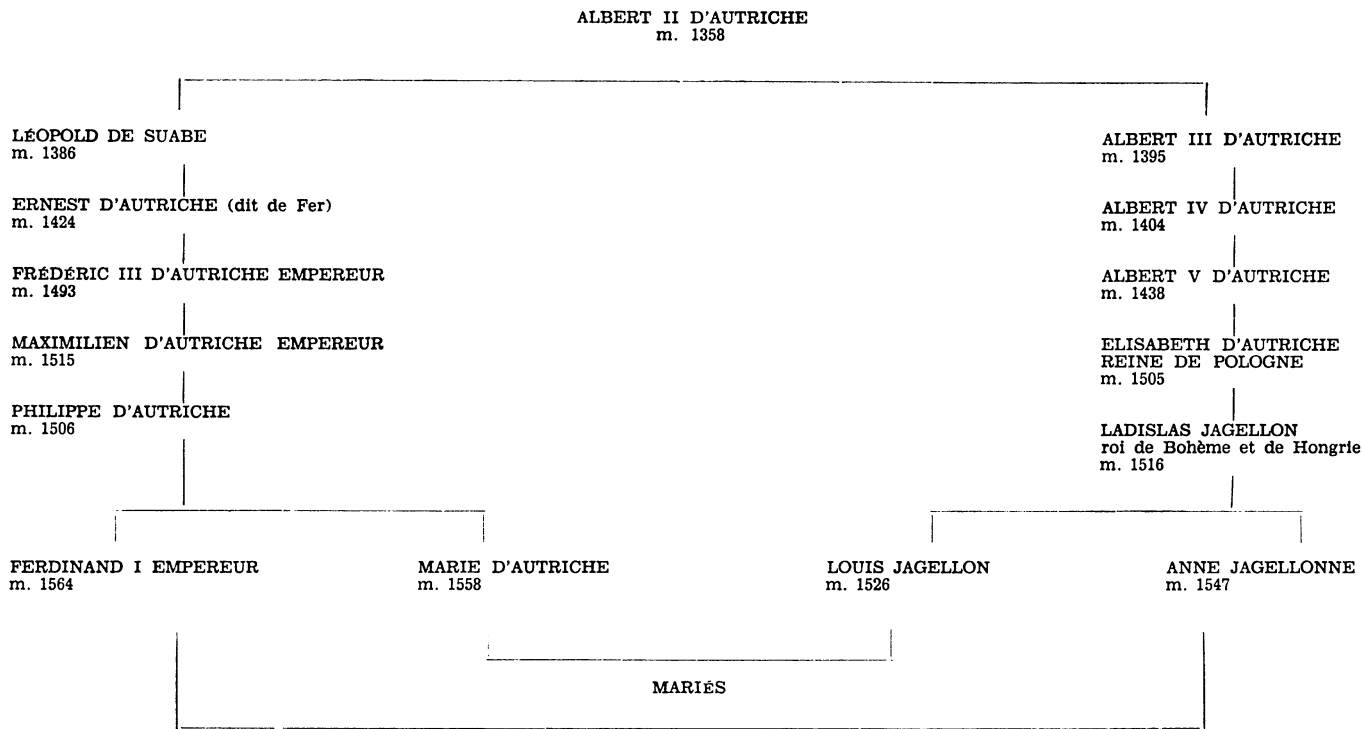 ALBERT II D'AUTRICHE
m. 1358
LÉOPOLD DE SUABE
m. 1386
ERNEST D'AUTRICHE (dit de Fer)
m. 1424
FRÉDÉRIC III D'AUTRICHE EMPEREUR
m. 1493
MAXIMILIEN D'AUTRICHE EMPEREUR
m. 1515
PHILIPPE D'AUTRICHE
m. 1506
ALBERT III D'AUTRICHE
m. 1395
ALBERT IV D'AUTRICHE
m. 1404
ALBERT V D'AUTRICHE
m. 1438
ELISABETH D'AUTRICHE
REINE DE POLOGNE
m. 1505
LADISLAS JAGELLON
roi de Bohème et de Hongrie
m. 1516
FERDINAND I EMPEREUR
m. 1564
MARIE D'AUTRICHE
m. 1558
LOUIS JAGELLON
m. 1526
ANNE JAGELLONNE
m. 1547
MARIÉS